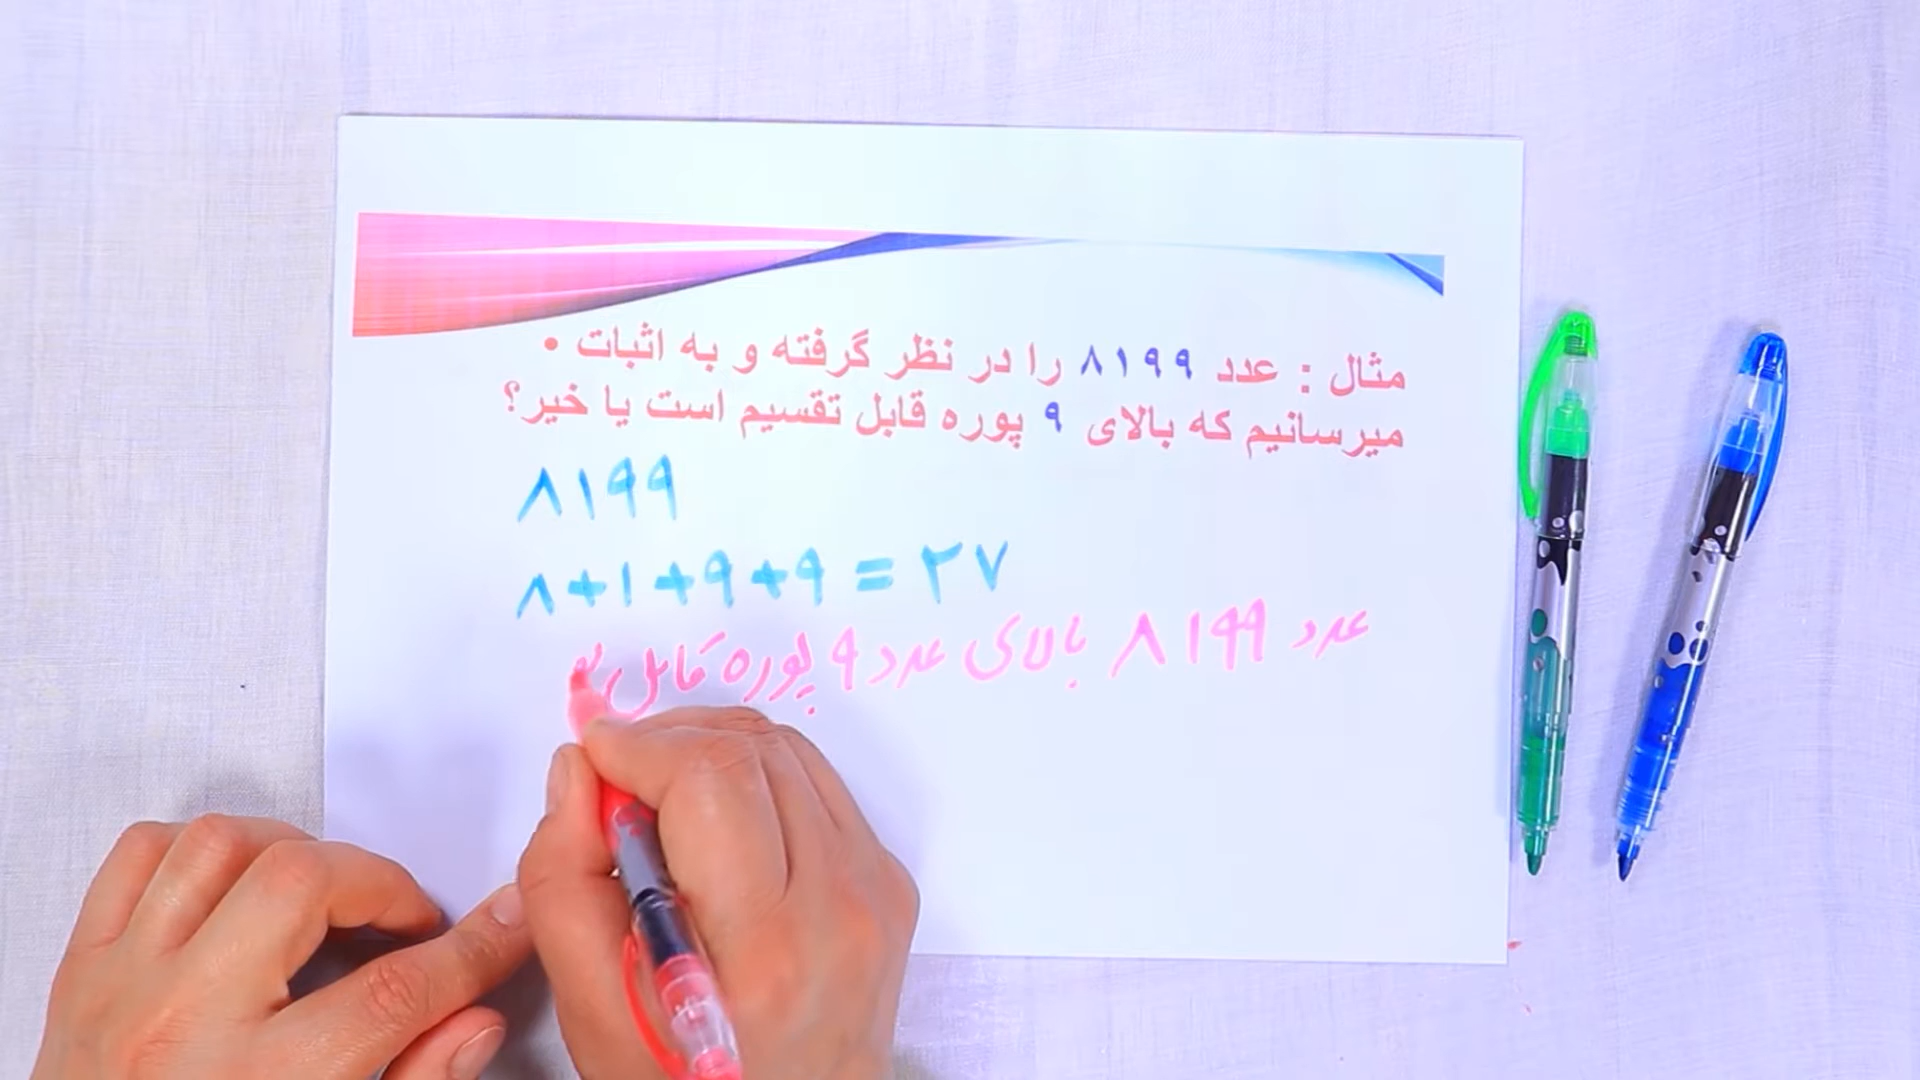 مثال : عدد ۸۱۹۹ را در نظر گرفته و به اثبات •
میرسانیم که بالای ۹ پوره قابل تقسیم است یا خیر؟
۸۱۹۹
۸+۱+۹+۹ = ۲۷
عدد ۸۱۹۹ بالای عدد ۹ پوره قابل